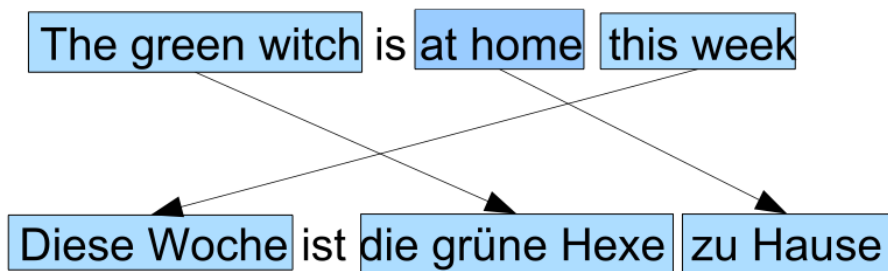 The green witch is at home this week
Diese Woche ist die grüne Hexe zu Hause